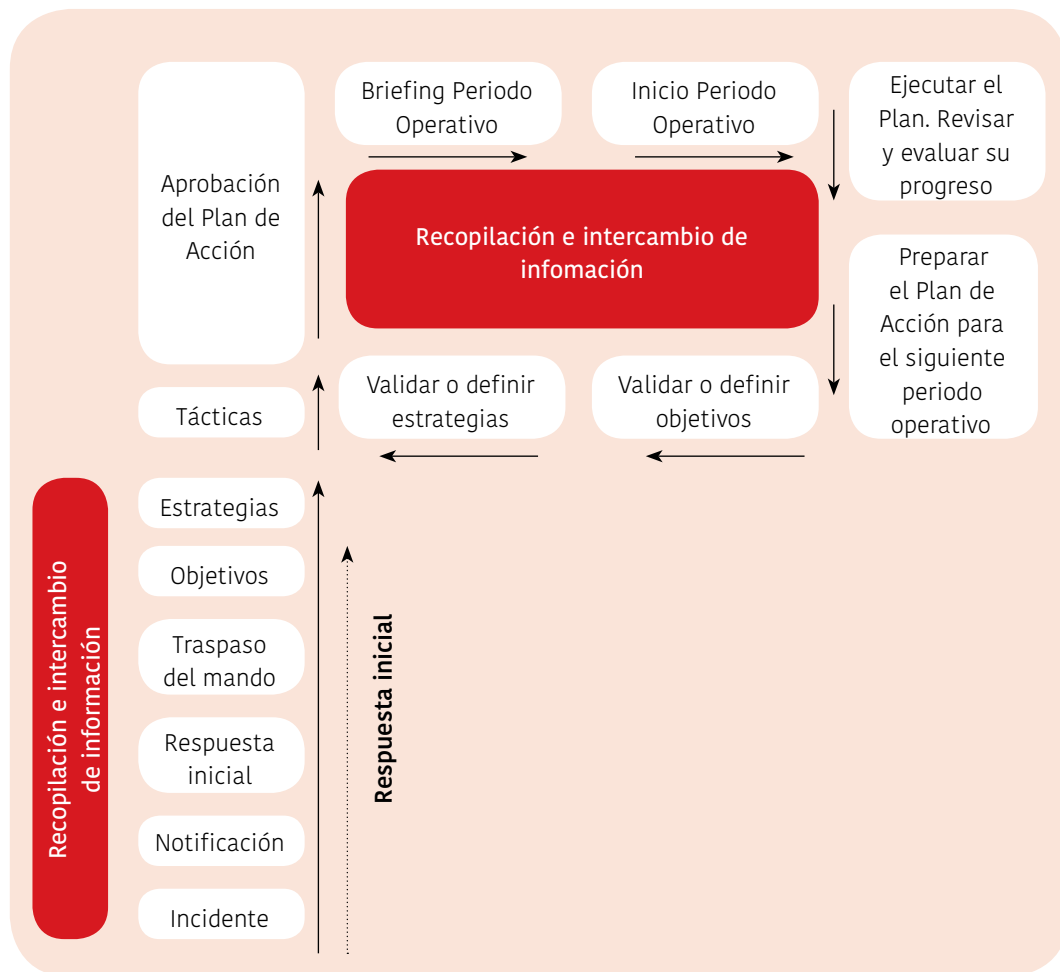 Aprobación
del Plan de
Acción
Briefing Periodo
Operativo
Inicio Periodo
Operativo
Ejecutar el
Plan. Revisar
y evaluar su
progreso
Recopilación e intercambio de
infomación
Preparar
el Plan de
Acción para
el siguiente
periodo
operativo
Tácticas
Validar o definir
estrategias
Validar o definir
objetivos
Estrategias
Objetivos
Traspaso
del mando
Respuesta
inicial
Notificación
Incidente
Recopilación e intercambio
de información
Respuesta inicial